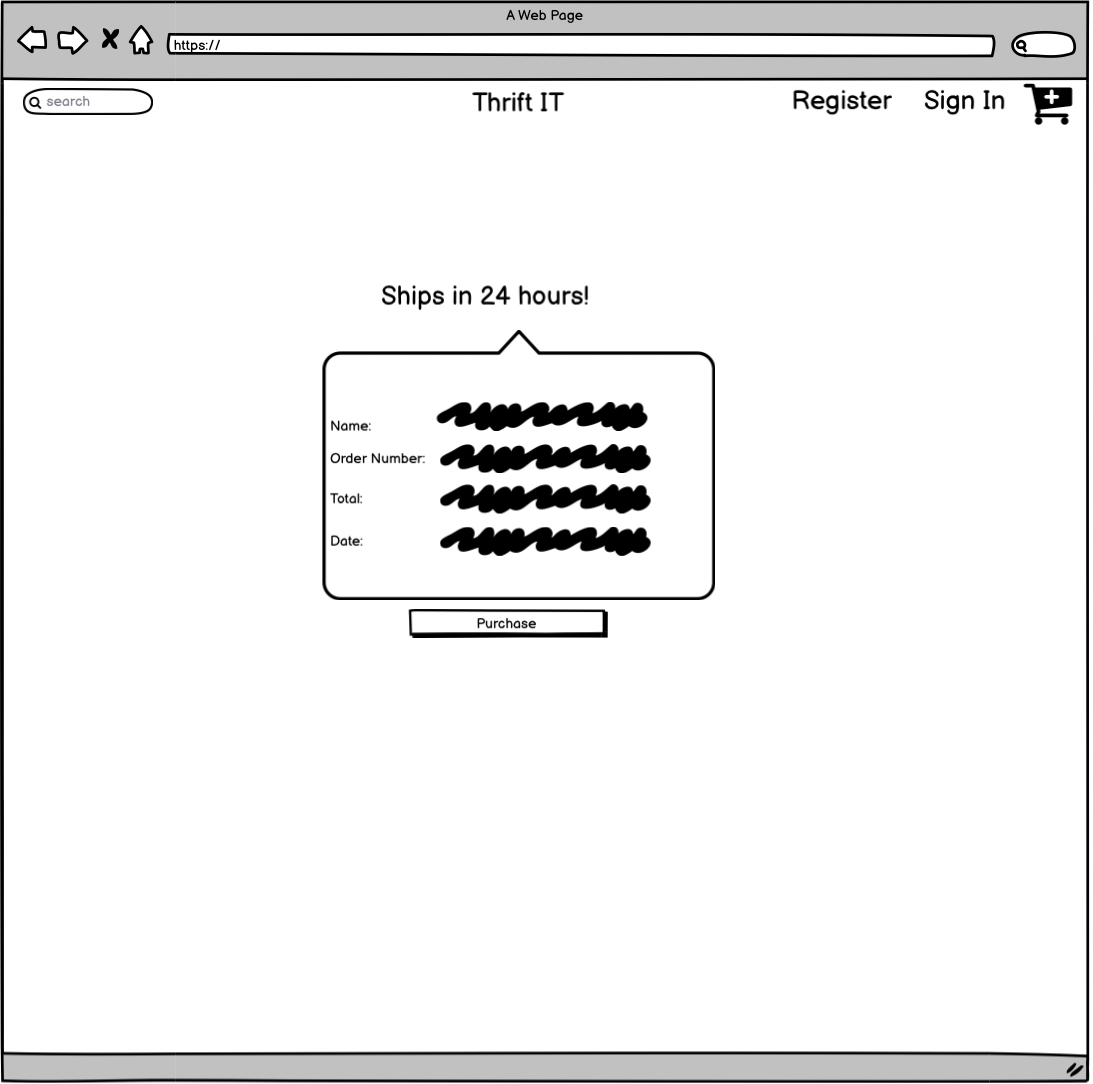 A Web Page
https://
search
Thrift IT
Register
Sign In
Ships in 24 hours!
Name:
Order Number:
Total:
Date:
Purchase